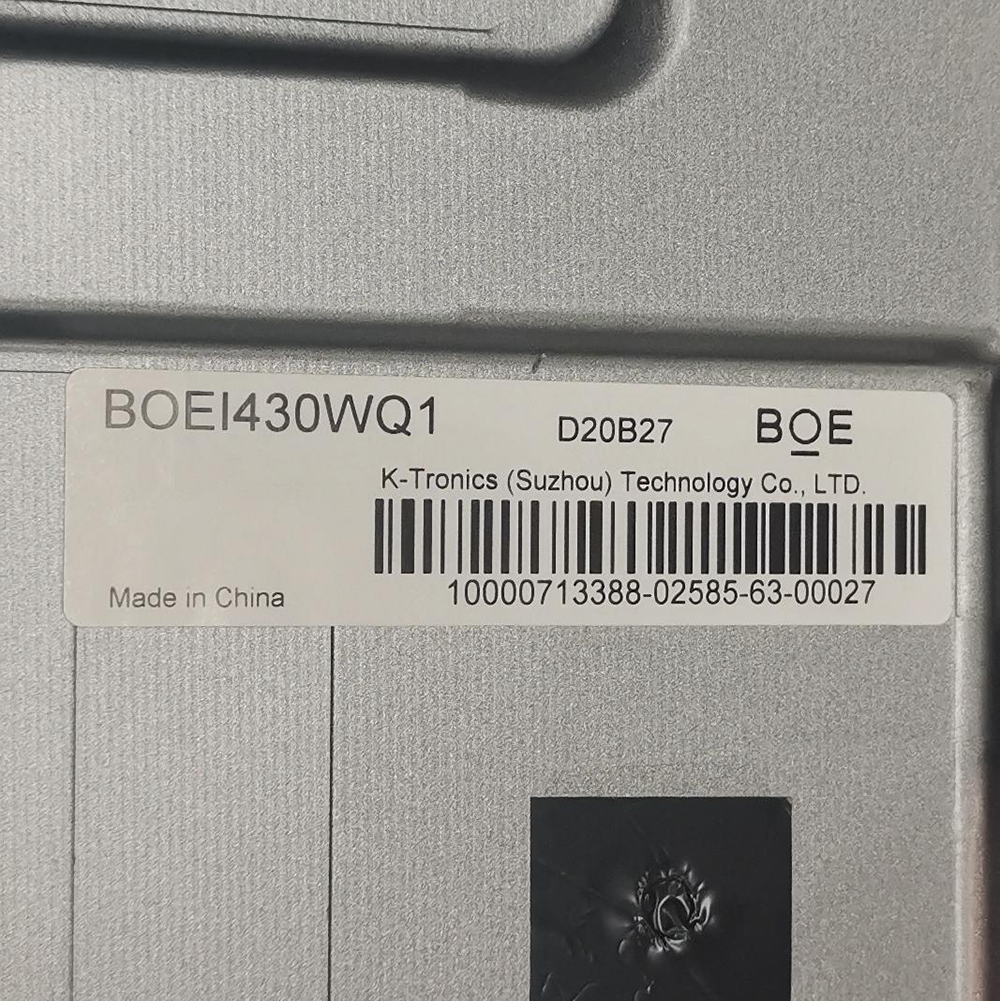 BOEI430WQ1
D20B27
BOE
K-Tronics (Suzhou) Technology Co., LTD.
10000713388-02585-63-00027
Made in China